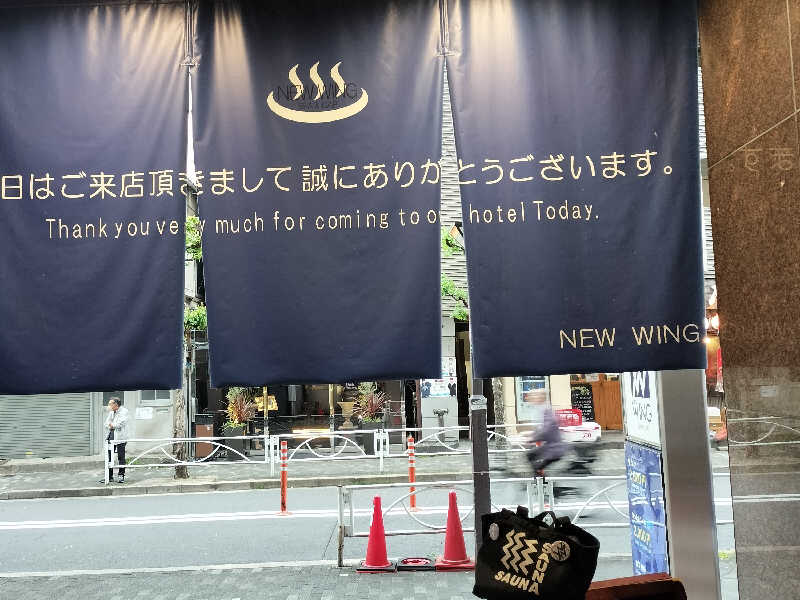 NEW WING
日はご来店頂きまして 誠にありがとうございます。
Thank you very much for coming to our hotel Today.
NEW WING
WING
SAUNA
SAUNA